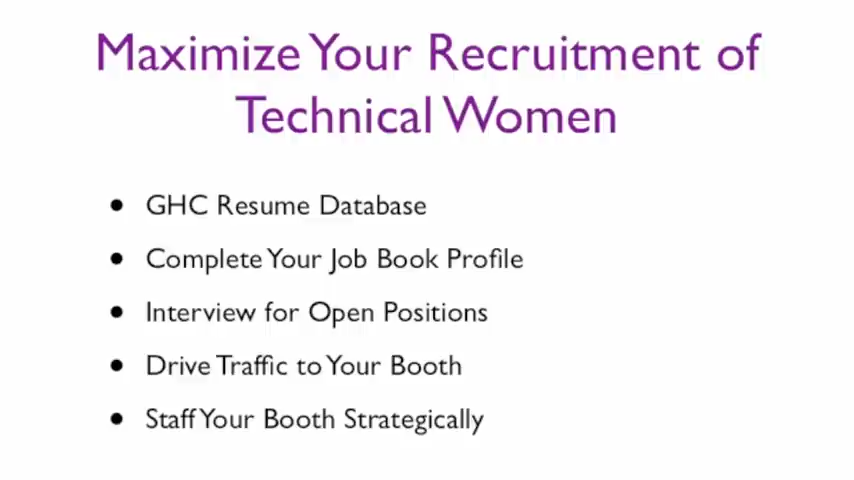 Maximize Your Recruitment of
Technical Women
• GHC Resume Database
• Complete Your Job Book Profile
• Interview for Open Positions
• Drive Traffic to Your Booth
• Staff Your Booth Strategically